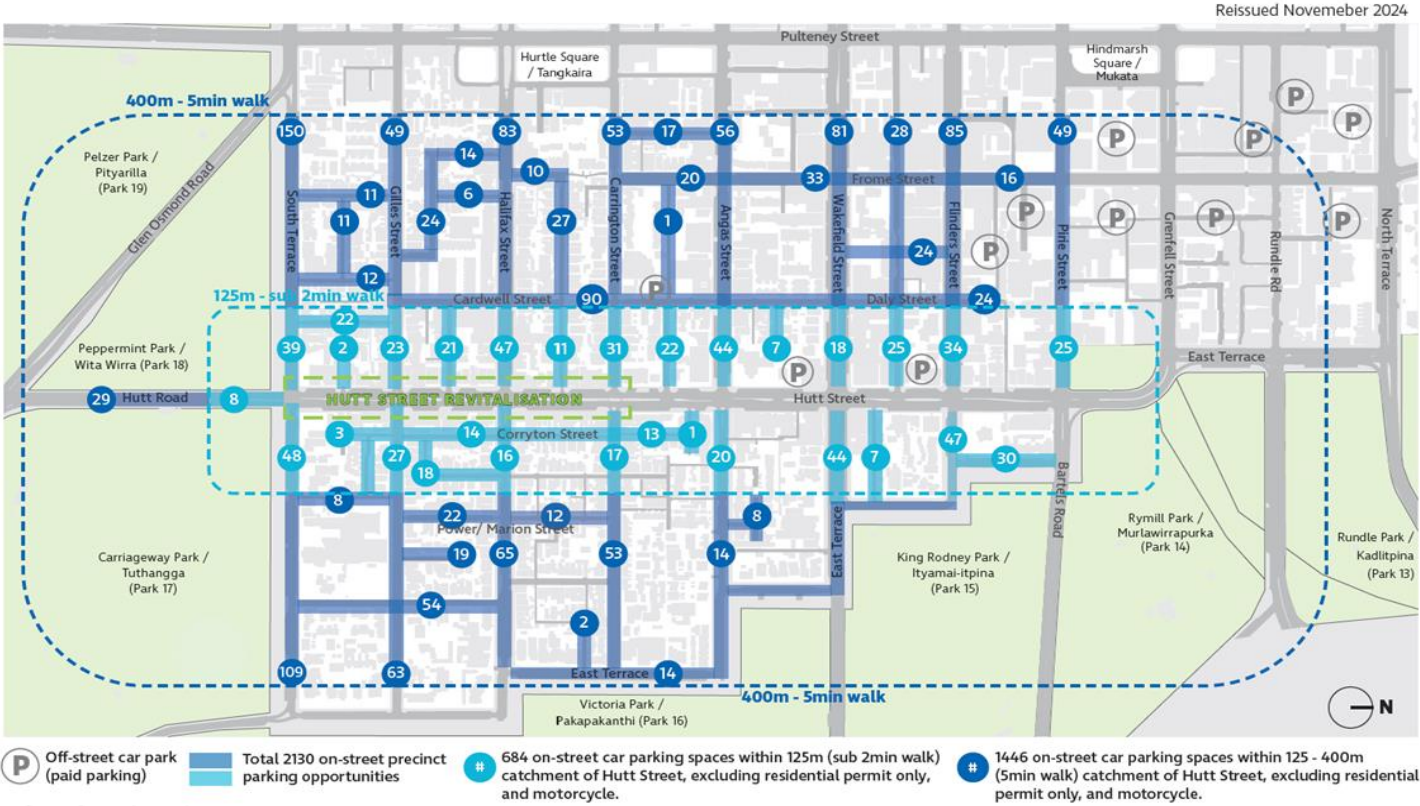 Reissued Novemeber 2024
Pulteney Street
Hurtle Square
/ Tangkaira
Hindmarsh
Square /
Mukata
P
P
400m - 5min walk
150
49
83
53
17
56
81
28
85
49
P
P
Pelzer Park /
Pityarilla
(Park 19)
14
10
20
33
Frome Street
16
11
6
Glen Osmond Road
South Terrace
Gilles Street
Halifax Street
Carrington Street
Angas Street
Wakefield Street
Flinders Street
Pirie Street
Grenfell Street
Rundle Rd
North Terrace
11
24
27
1
P
P
P
P
24
P
12
P
125m - sub 2min walk
Cardwell Street
90
Daly Street
24
22
39
2
23
21
47
11
31
22
44
7
18
25
34
25
Peppermint Park /
Wita Wirra (Park 18)
East Terrace
P
P
29
Hutt Road
8
HUTT STREET REVITALISATION
Hutt Street
3
14
Corryton Street
13
1
47
48
27
18
16
17
20
44
7
30
Bartels Road
8
22
12
8
Power/ Marion Street
East Terrace
Rymill Park /
Murlawirrapurka
(Park 14)
Rundle Park /
Kadlitpina
(Park 13)
Carriageway Park /
Tuthangga
(Park 17)
19
65
53
14
King Rodney Park /
Ityamai-itpina
(Park 15)
54
2
109
63
East Terrace
14
400m - 5min walk
Victoria Park /
Pakapakanthi (Park 16)
N
P
Off-street car park
(paid parking)
Total 2130 on-street precinct
parking opportunities
#
684 on-street car parking spaces within 125m (sub 2min walk)
catchment of Hutt Street, excluding residential permit only,
and motorcycle.
#
1446 on-street car parking spaces within 125 - 400m
(5min walk) catchment of Hutt Street, excluding residential
permit only, and motorcycle.